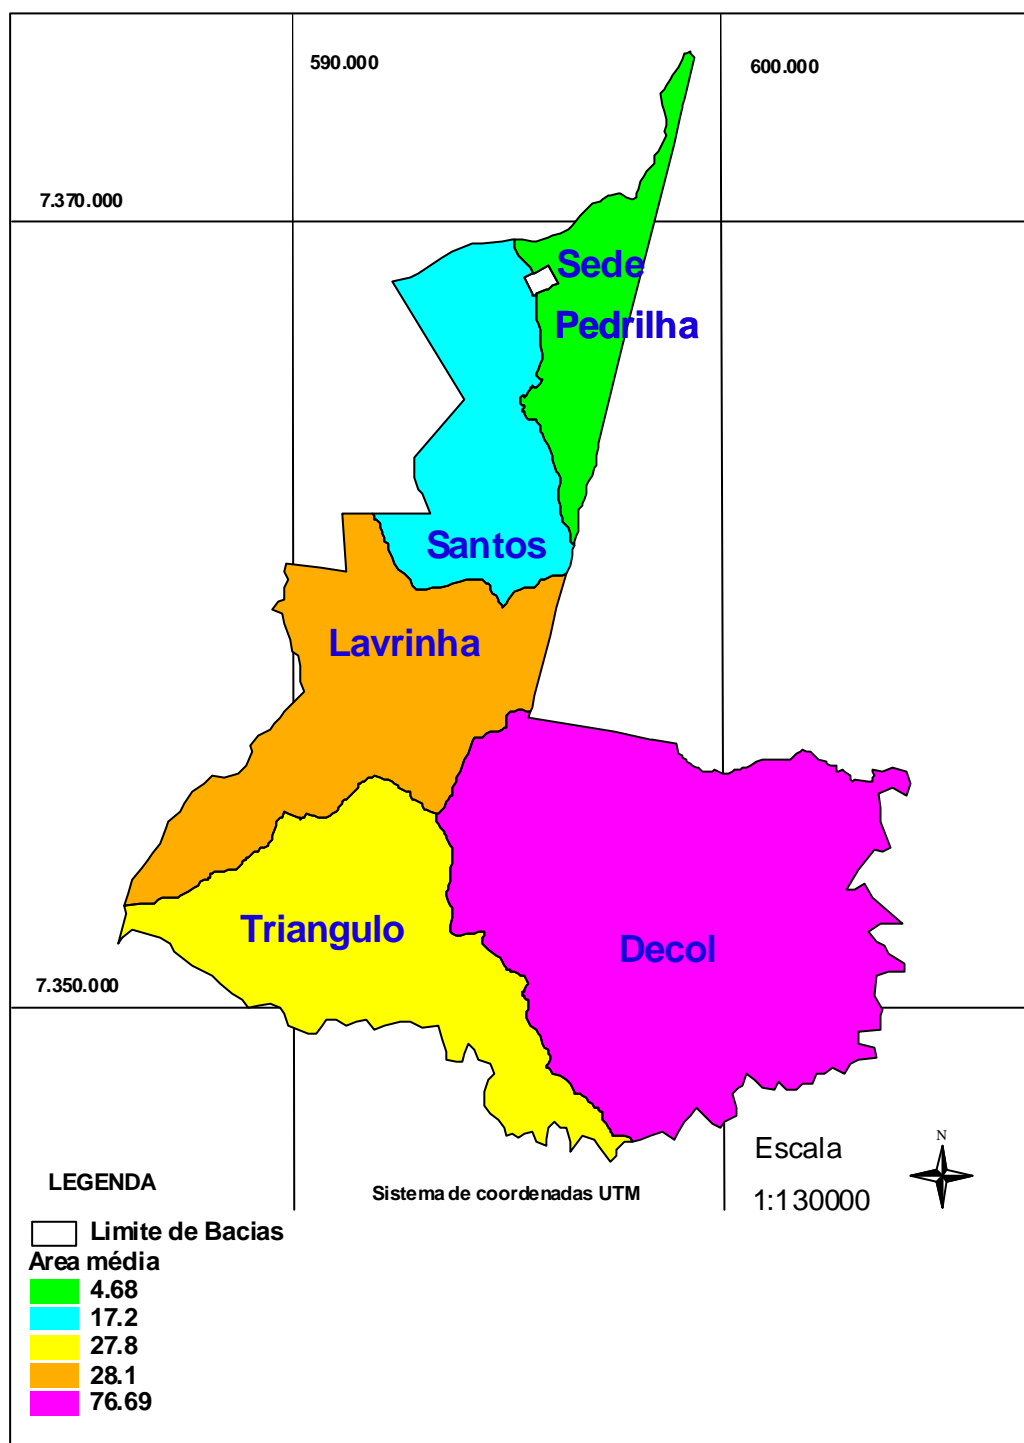 590.000
600.000
7.370.000
Sede
Pedrilha
Santos
Lavrinha
Triangulo
Decol
7.350.000
Escala
1:130000
N
LEGENDA
Sistema de coordenadas UTM
Limite de Bacias
Area média
4.68
17.2
27.8
28.1
76.69